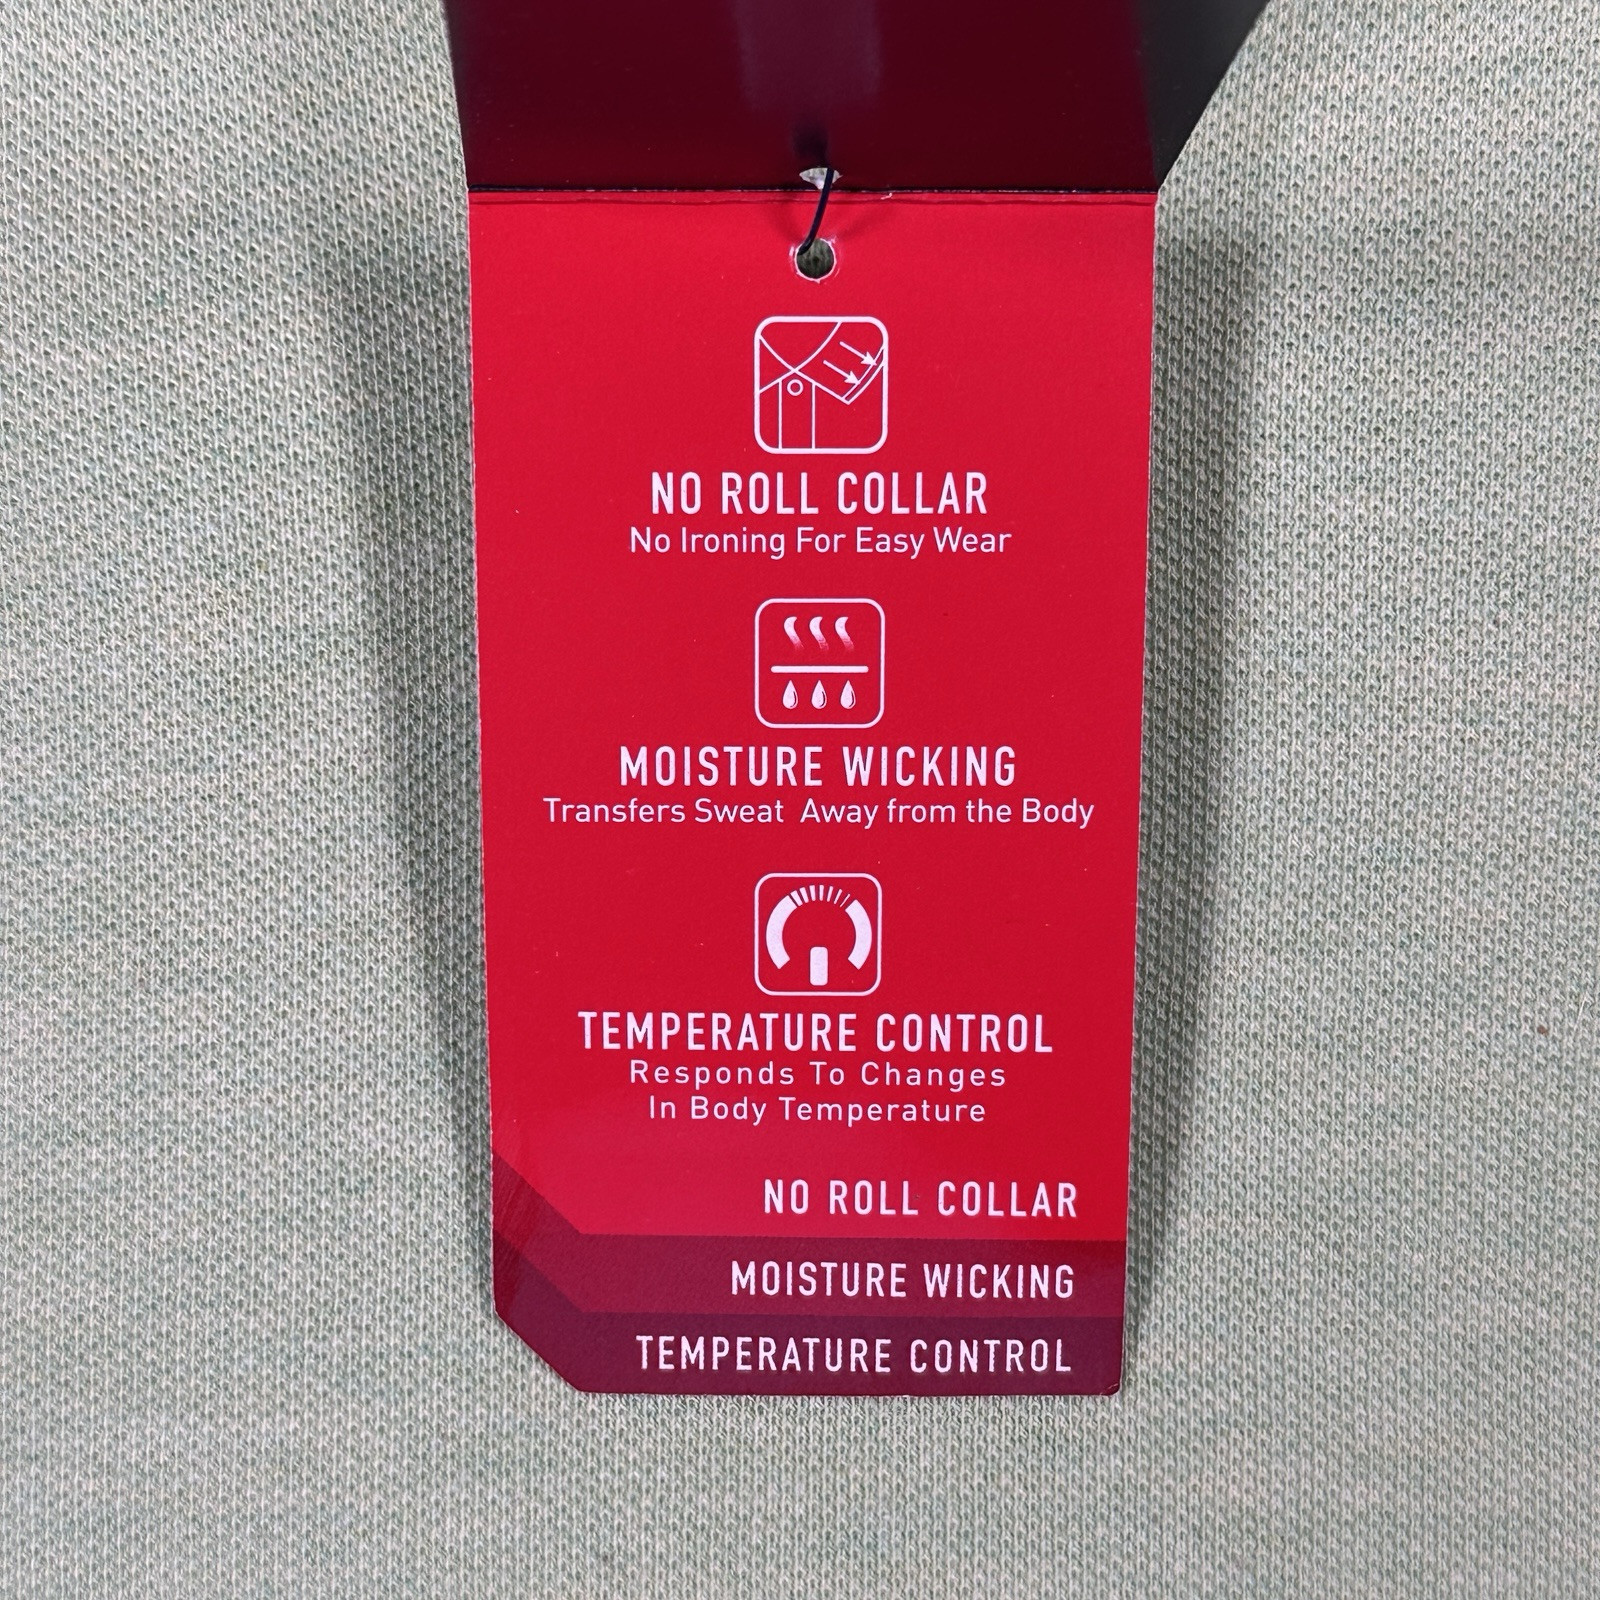 NO ROLL COLLAR
No Ironing For Easy Wear
MOISTURE WICKING
Transfers Sweat Away from the Body
TEMPERATURE CONTROL
Responds To Changes
In Body Temperature
NO ROLL COLLAR
MOISTURE WICKING
TEMPERATURE CONTROL